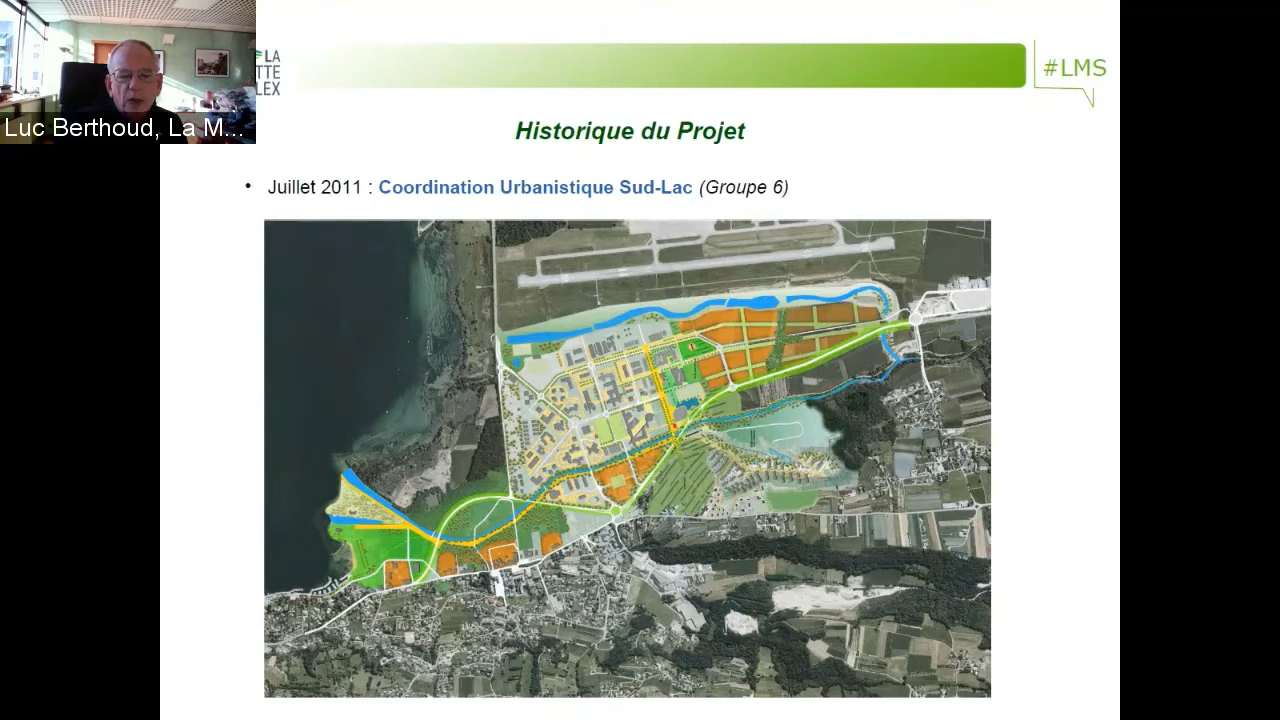 LA
TTE
LEX
#LMS
Luc Berthoud, La M...
Historique du Projet
• Juillet 2011 : Coordination Urbanistique Sud-Lac (Groupe 6)